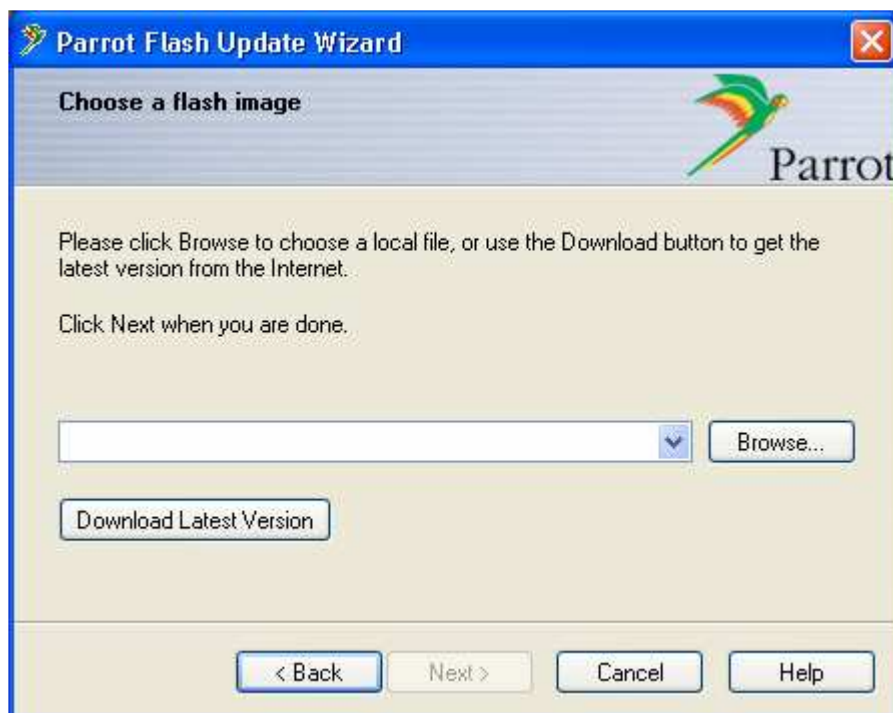 Parrot Flash Update Wizard
Choose a flash image
Parrot
Please click Browse to choose a local file, or use the Download button to get the
latest version from the Internet.
Click Next when you are done.
Browse...
Download Latest Version
< Back
Next >
Cancel
Help